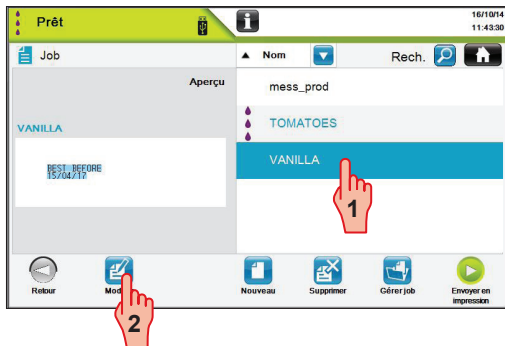 Prêt
16/10/14
11:43:30
Job
Nom
Rech.
Aperçu
mess_prod
VANILLA
TOMATOES
VANILLA
BEST BEFORE
15/04/17
1
Retour
Nouveau
Supprimer
Gérer job
Envoyer en
impression
2